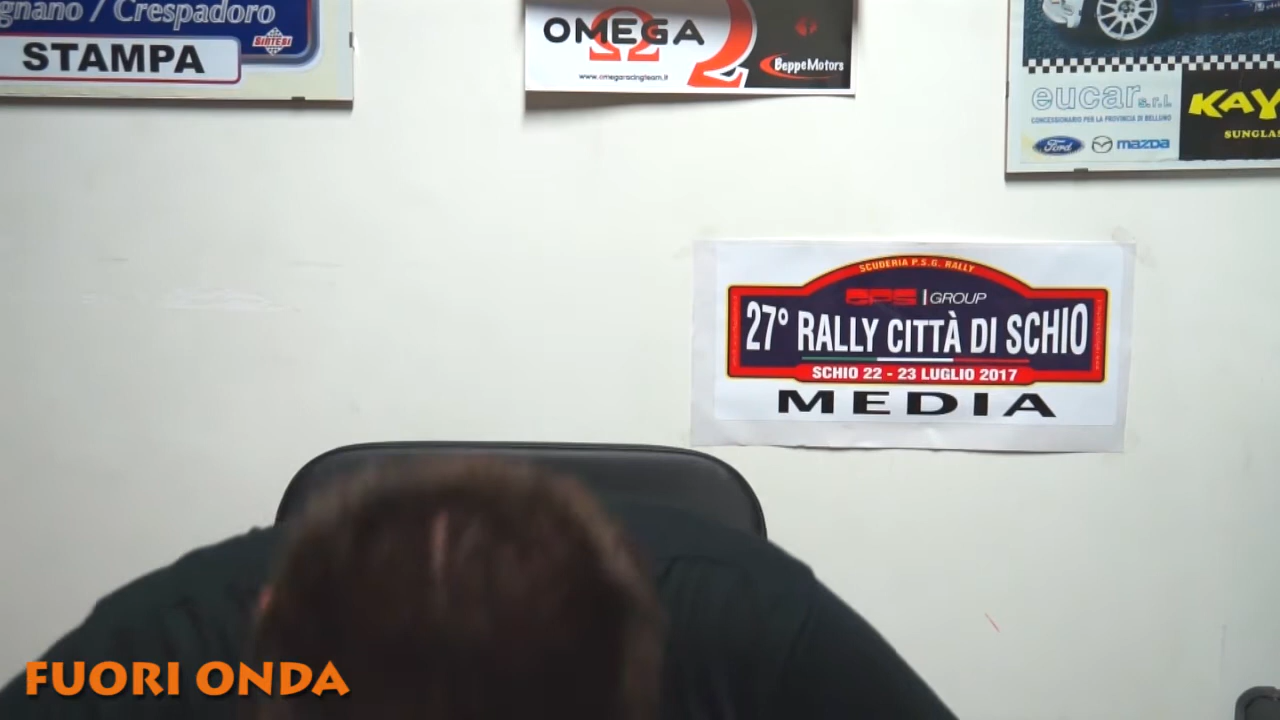 gnano / Crespadoro
SINTESI
STAMPA
OMEGA
www.omegaracingteam.it
BeppeMotors
eucar s.r.l.
CONCESSIONARIO PER LA PROVINCIA DI BELLUNO
Ford
mazda
KAY
SUNGLAS
SCUDERIA P.S.G. RALLY
GROUP
27° RALLY CITTÀ DI SCHIO
SCHIO 22 - 23 LUGLIO 2017
MEDIA
FUORI ONDA